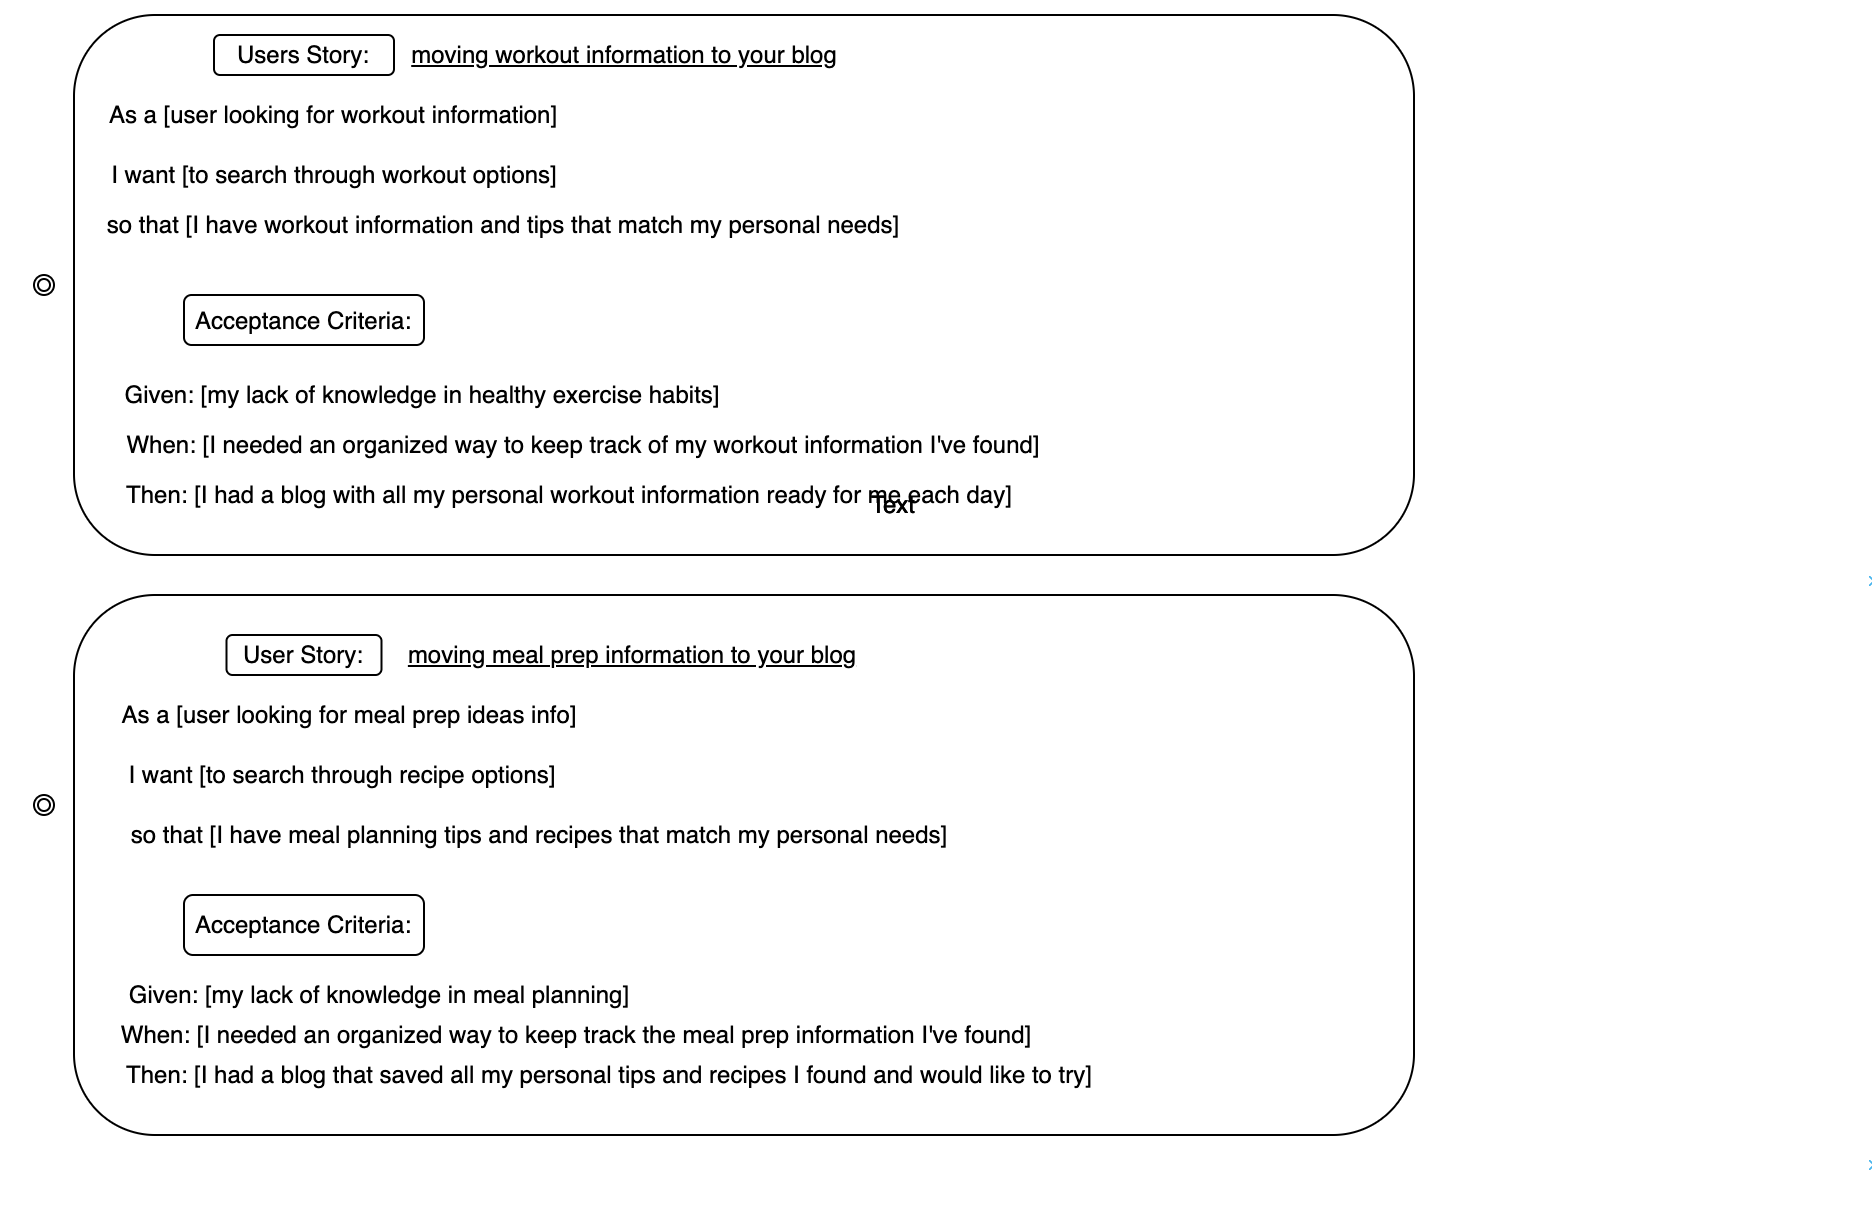 Users Story: moving workout information to your blog
As a [user looking for workout information]
I want [to search through workout options]
so that [I have workout information and tips that match my personal needs]
Acceptance Criteria:
Given: [my lack of knowledge in healthy exercise habits]
When: [I needed an organized way to keep track of my workout information I've found]
Then: [I had a blog with all my personal workout information ready for me each day]
Text
User Story: moving meal prep information to your blog
As a [user looking for meal prep ideas info]
I want [to search through recipe options]
so that [I have meal planning tips and recipes that match my personal needs]
Acceptance Criteria:
Given: [my lack of knowledge in meal planning]
When: [I needed an organized way to keep track the meal prep information I've found]
Then: [I had a blog that saved all my personal tips and recipes I found and would like to try]